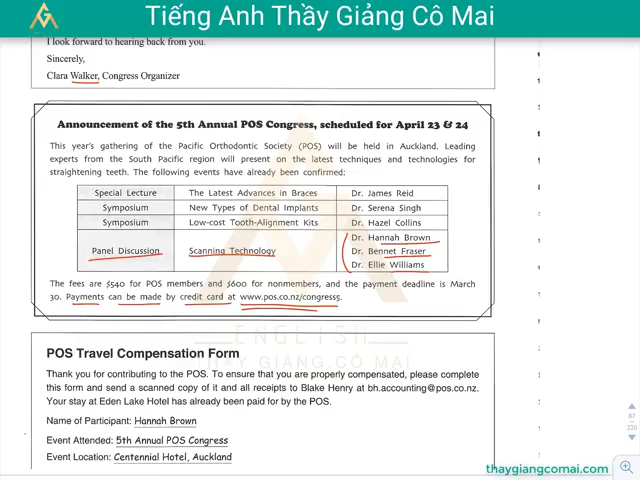 Tiếng Anh Thầy Giảng Cô Mai
I look forward to hearing back from you.
Sincerely,
Clara Walker, Congress Organizer
Announcement of the 5th Annual POS Congress, scheduled for April 23 & 24
This year's gathering of the Pacific Orthodontic Society (POS) will be held in Auckland. Leading
experts from the South Pacific region will present on the latest techniques and technologies for
straightening teeth. The following events have already been confirmed:
Special Lecture The Latest Advances in Braces Dr. James Reid
Symposium New Types of Dental Implants Dr. Serena Singh
Symposium Low-cost Tooth-Alignment Kits Dr. Hazel Collins
Panel Discussion Scanning Technology Dr. Hannah Brown
Dr. Bennet Fraser
Dr. Ellie Williams
The fees are $540 for POS members and $600 for nonmembers, and the payment deadline is March
30. Payments can be made by credit card at www.pos.co.nz/congress5.
ENGLISH
THẦY GIẢNG CÔ MAI
POS Travel Compensation Form
Thank you for contributing to the POS. To ensure that you are properly compensated, please complete
this form and send a scanned copy of it and all receipts to Blake Henry at bh.accounting@pos.co.nz.
Your stay at Eden Lake Hotel has already been paid for by the POS.
Name of Participant: Hannah Brown
Event Attended: 5th Annual POS Congress
Event Location: Centennial Hotel, Auckland
87
220
thaygiangcomai.com